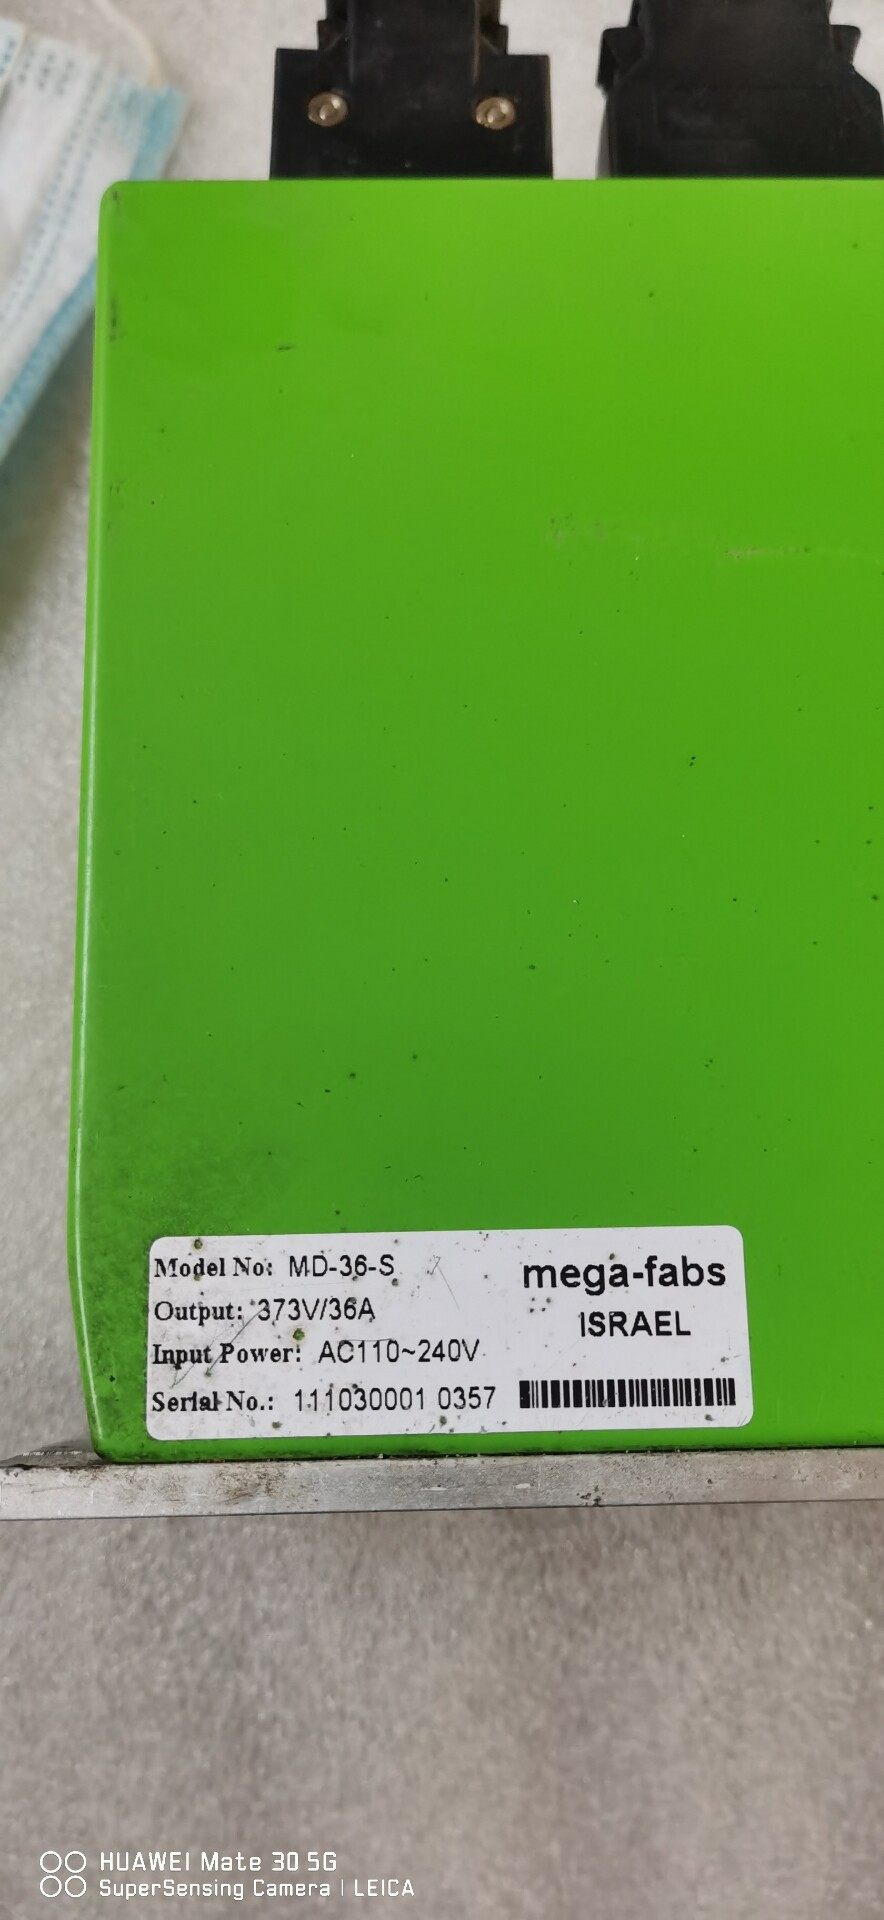 Model No: MD-36-S
mega-fabs
Output: 373V/36A
ISRAEL
Input Power: AC110~240V
Serial No.: 111030001 0357
HUAWEI Mate 30 5G
SuperSensing Camera | LEICA